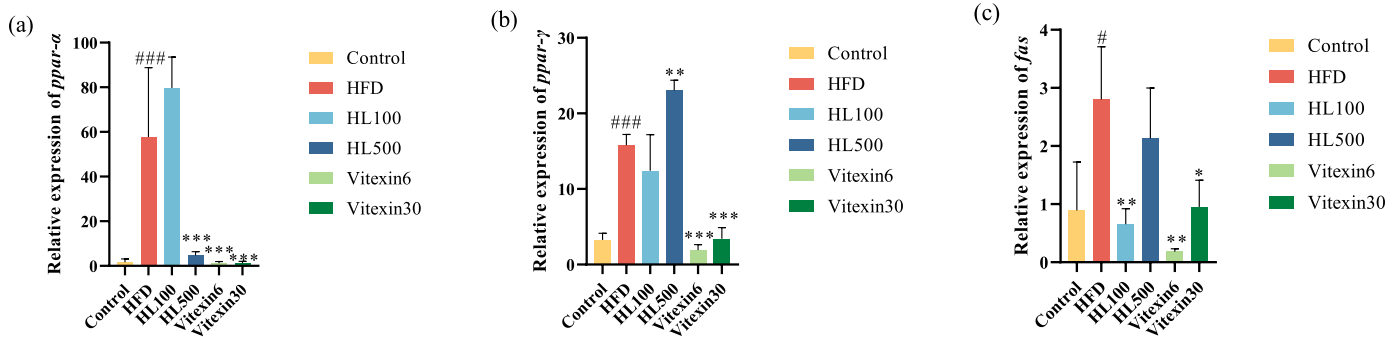 (a)
Relative expression of ppar-α
100
80
60
40
20
0
###
***
***
***
Control
HFD
HL100
HL500
Vitexin6
Vitexin30
Control
HFD
HL100
HL500
Vitexin6
Vitexin30
(b)
Relative expression of ppar-γ
30
20
10
0
###
**
***
***
Control
HFD
HL100
HL500
Vitexin6
Vitexin30
Control
HFD
HL100
HL500
Vitexin6
Vitexin30
(c)
Relative expression of fas
4
3
2
1
0
#
**
**
*
Control
HFD
HL100
HL500
Vitexin6
Vitexin30
Control
HFD
HL100
HL500
Vitexin6
Vitexin30